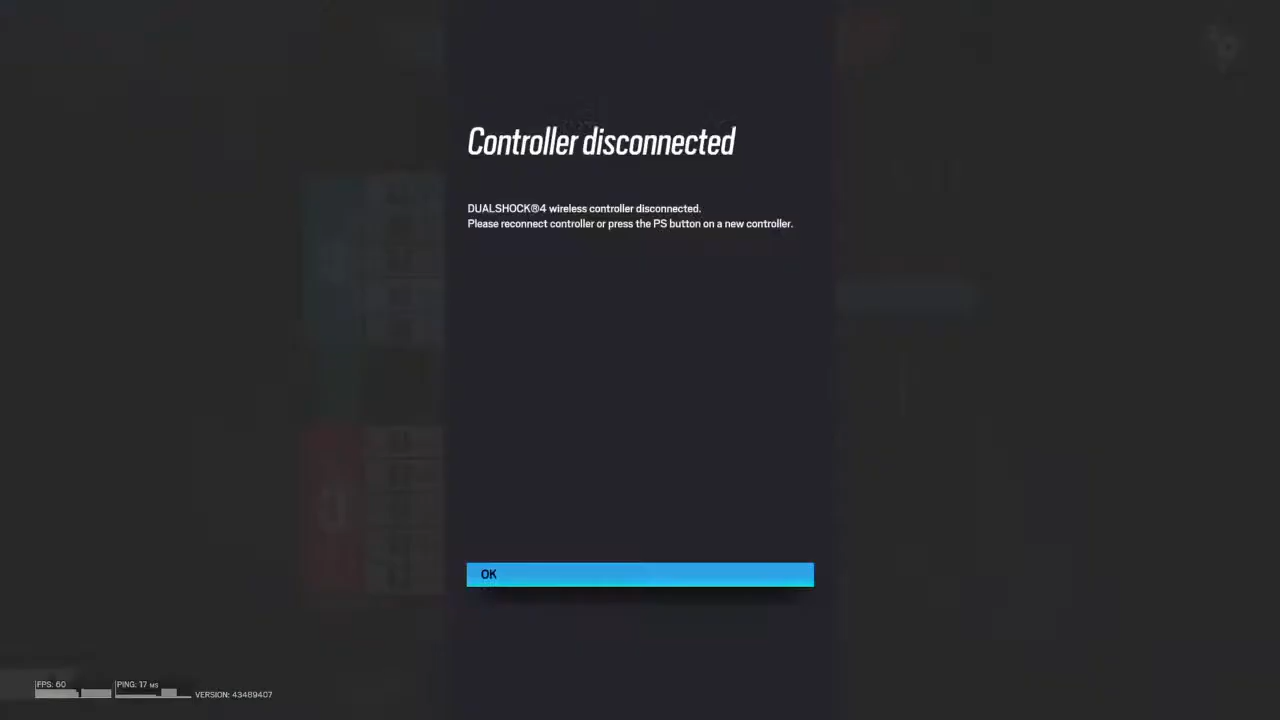 Controller disconnected
DUALSHOCK®4 wireless controller disconnected.
Please reconnect controller or press the PS button on a new controller.
OK
FPS: 60
PING: 17 MS
VERSION: 43489407